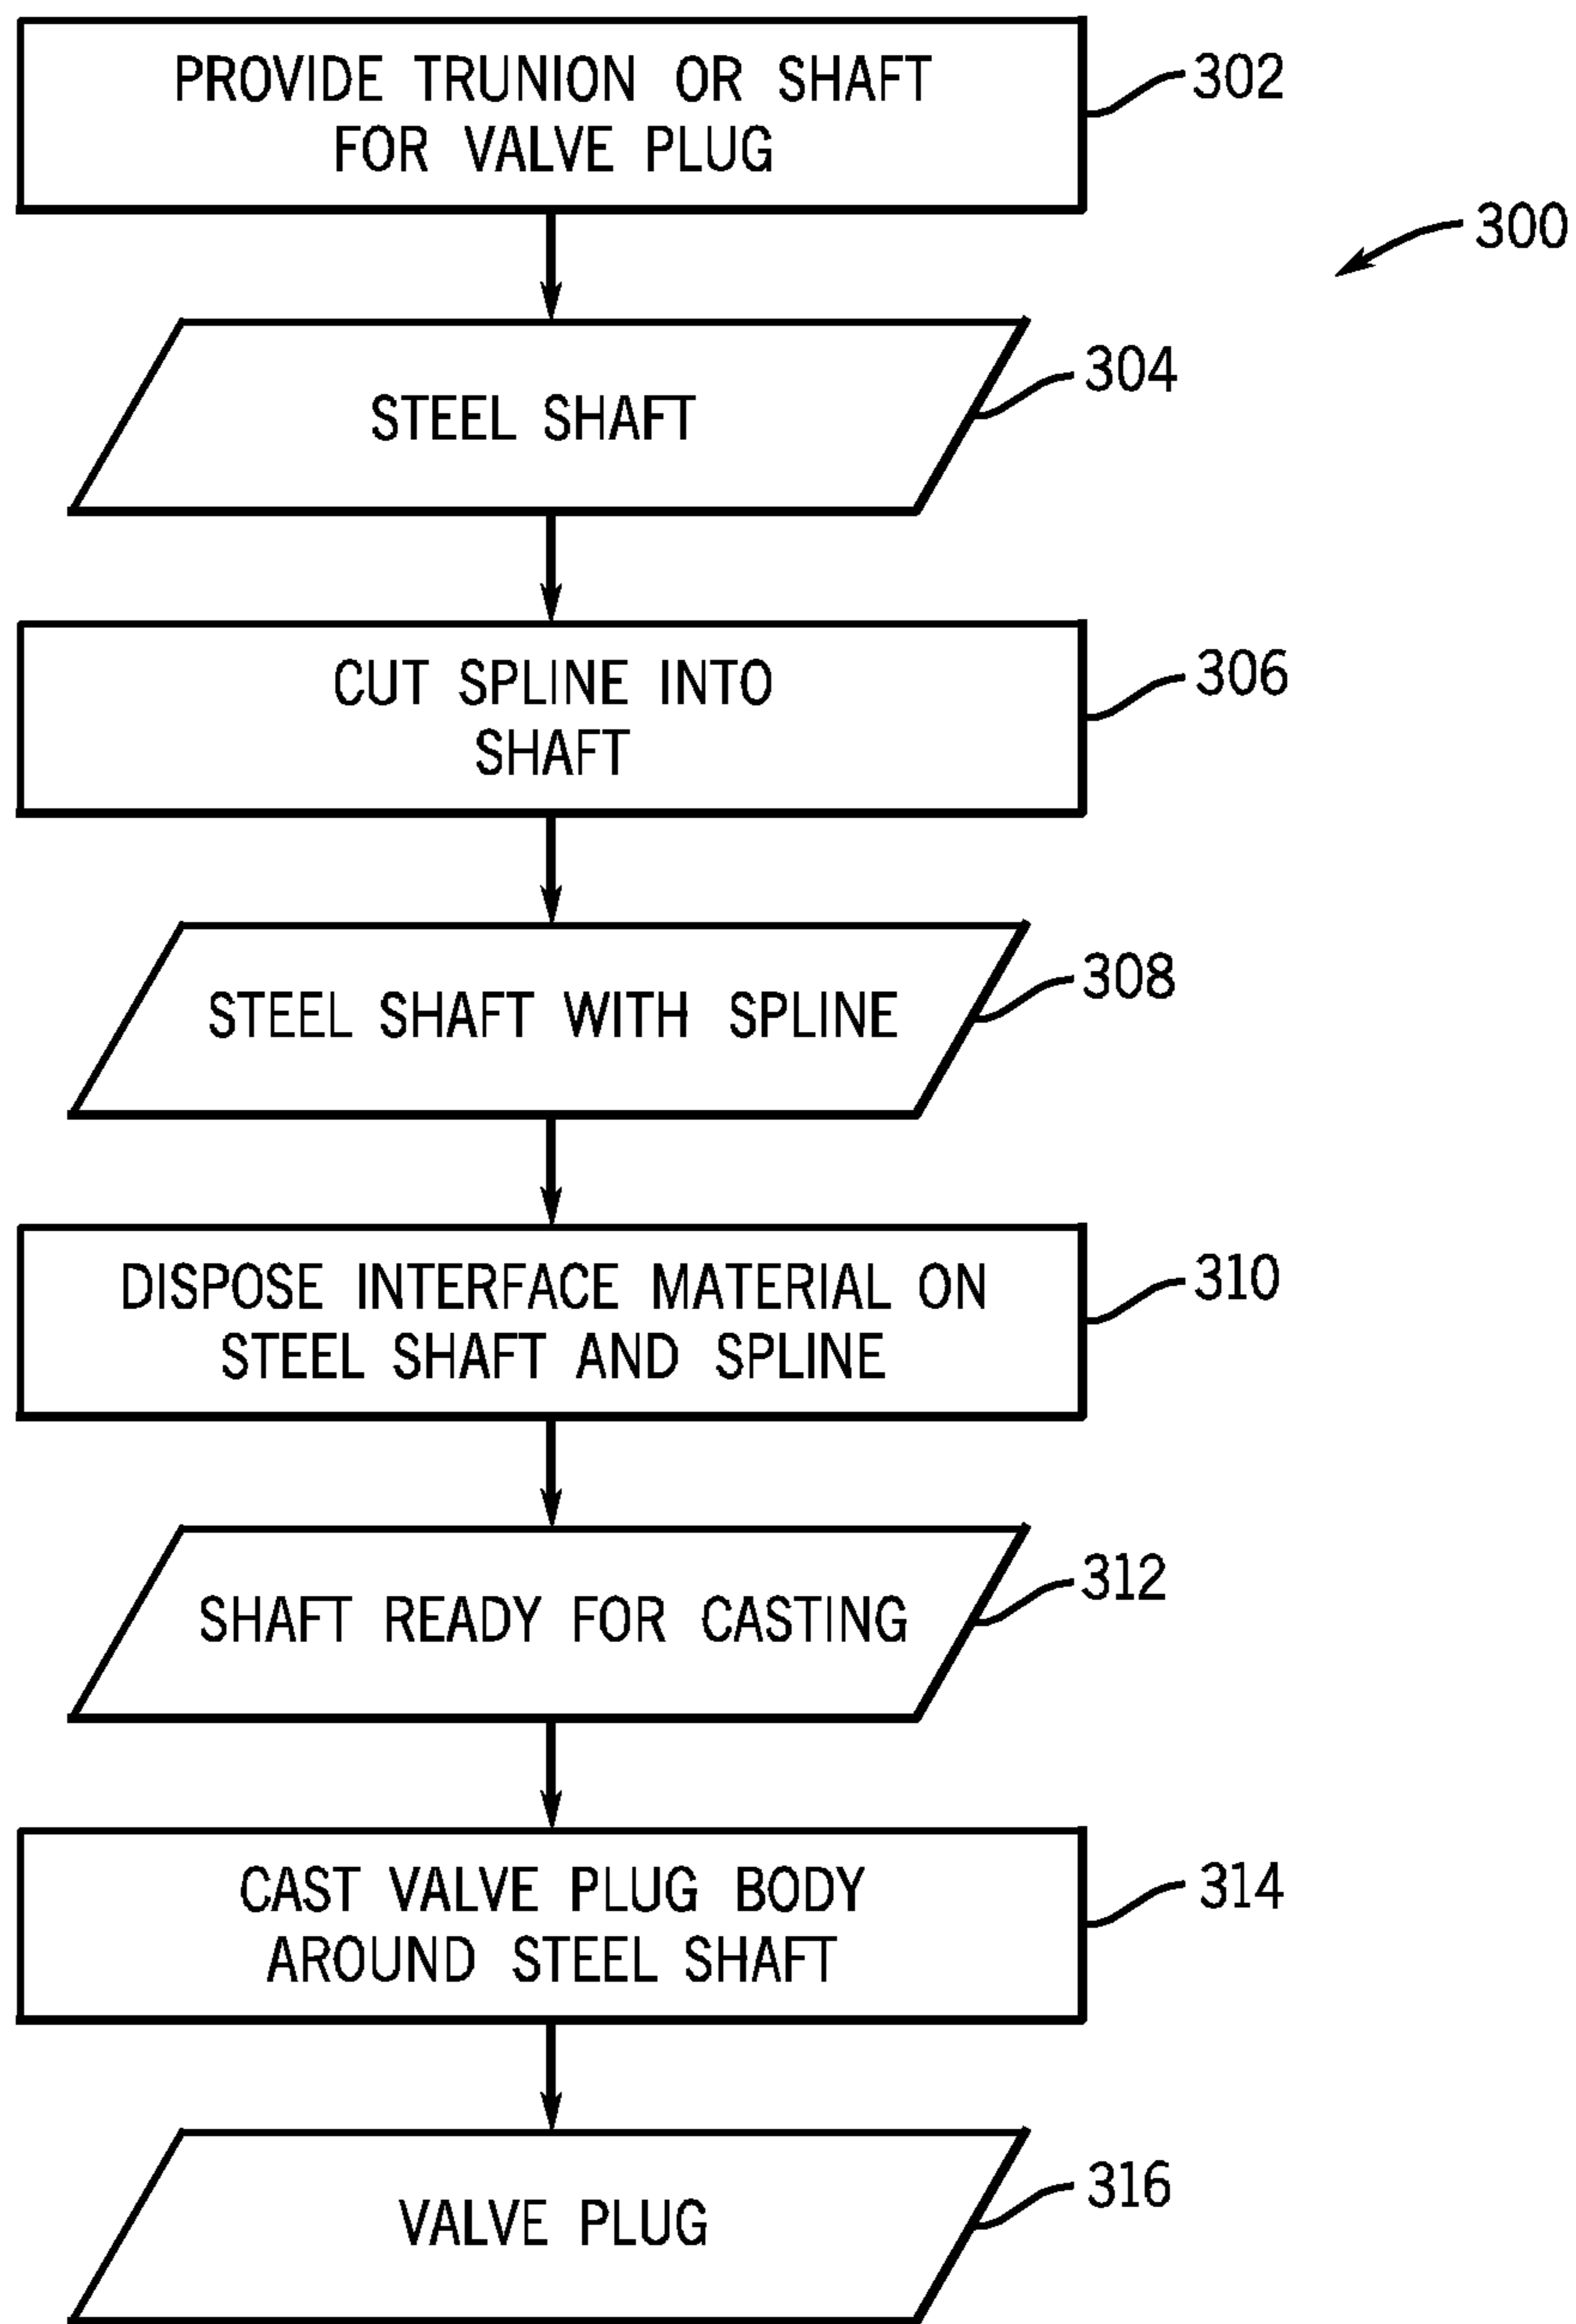 PROVIDE TRUNION OR SHAFT
FOR VALVE PLUG
302
300
STEEL SHAFT
304
CUT SPLINE INTO
SHAFT
306
STEEL SHAFT WITH SPLINE
308
DISPOSE INTERFACE MATERIAL ON
STEEL SHAFT AND SPLINE
310
SHAFT READY FOR CASTING
312
CAST VALVE PLUG BODY
AROUND STEEL SHAFT
314
VALVE PLUG
316